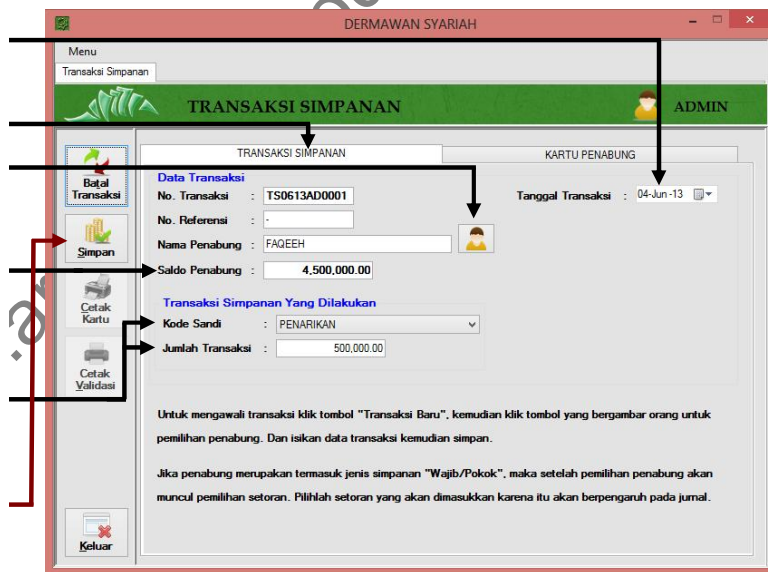 DERMAWAN SYARIAH
Menu
Transaksi Simpanan
TRANSAKSI SIMPANAN
ADMIN
Batal
Transaksi
Simpan
Cetak
Kartu
Cetak
Validasi
Keluar
TRANSAKSI SIMPANAN
KARTU PENABUNG
Data Transaksi
No. Transaksi : TS0613AD0001
Tanggal Transaksi : 04-Jun-13
No. Referensi : -
Nama Penabung : FAQEEH
Saldo Penabung : 4,500,000.00
Transaksi Simpanan Yang Dilakukan
Kode Sandi : PENARIKAN
Jumlah Transaksi : 500,000.00
Untuk mengawali transaksi klik tombol "Transaksi Baru", kemudian klik tombol yang bergambar orang untuk
pemilihan penabung. Dan isikan data transaksi kemudian simpan.
Jika penabung merupakan termasuk jenis simpanan "Wajib/Pokok", maka setelah pemilihan penabung akan
muncul pemilihan setoran. Pilihlah setoran yang akan dimasukkan karena itu akan berpengaruh pada jurnal.